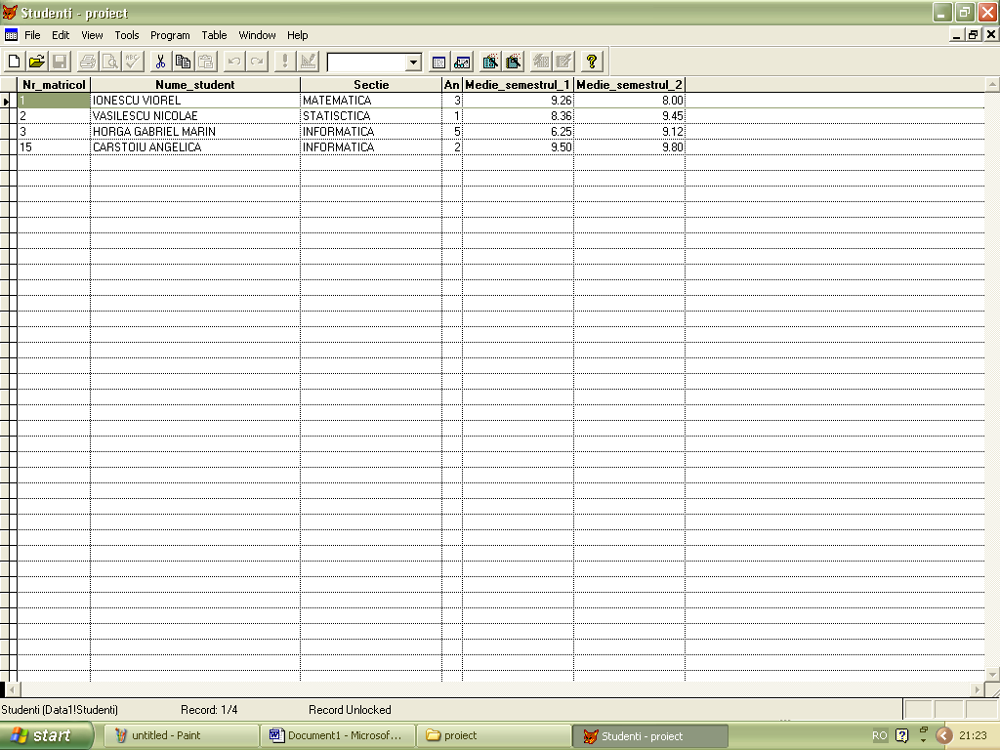 Studenti - proiect
File Edit View Tools Program Table Window Help
Nr_matricol Nume_student Sectie An Medie_semestrul_1 Medie_semestrul_2
1 IONESCU VIOREL MATEMATICA 3 9.26 8.00
2 VASILESCU NICOLAE STATISCTICA 1 8.36 9.45
3 HORGA GABRIEL MARIN INFORMATICA 5 6.25 9.12
15 CARSTOIU ANGELICA INFORMATICA 2 9.50 9.80
Studenti (Data1!Studenti) Record: 1/4 Record Unlocked
start untitled - Paint Document1 - Microsof... proiect Studenti - proiect RO 21:23